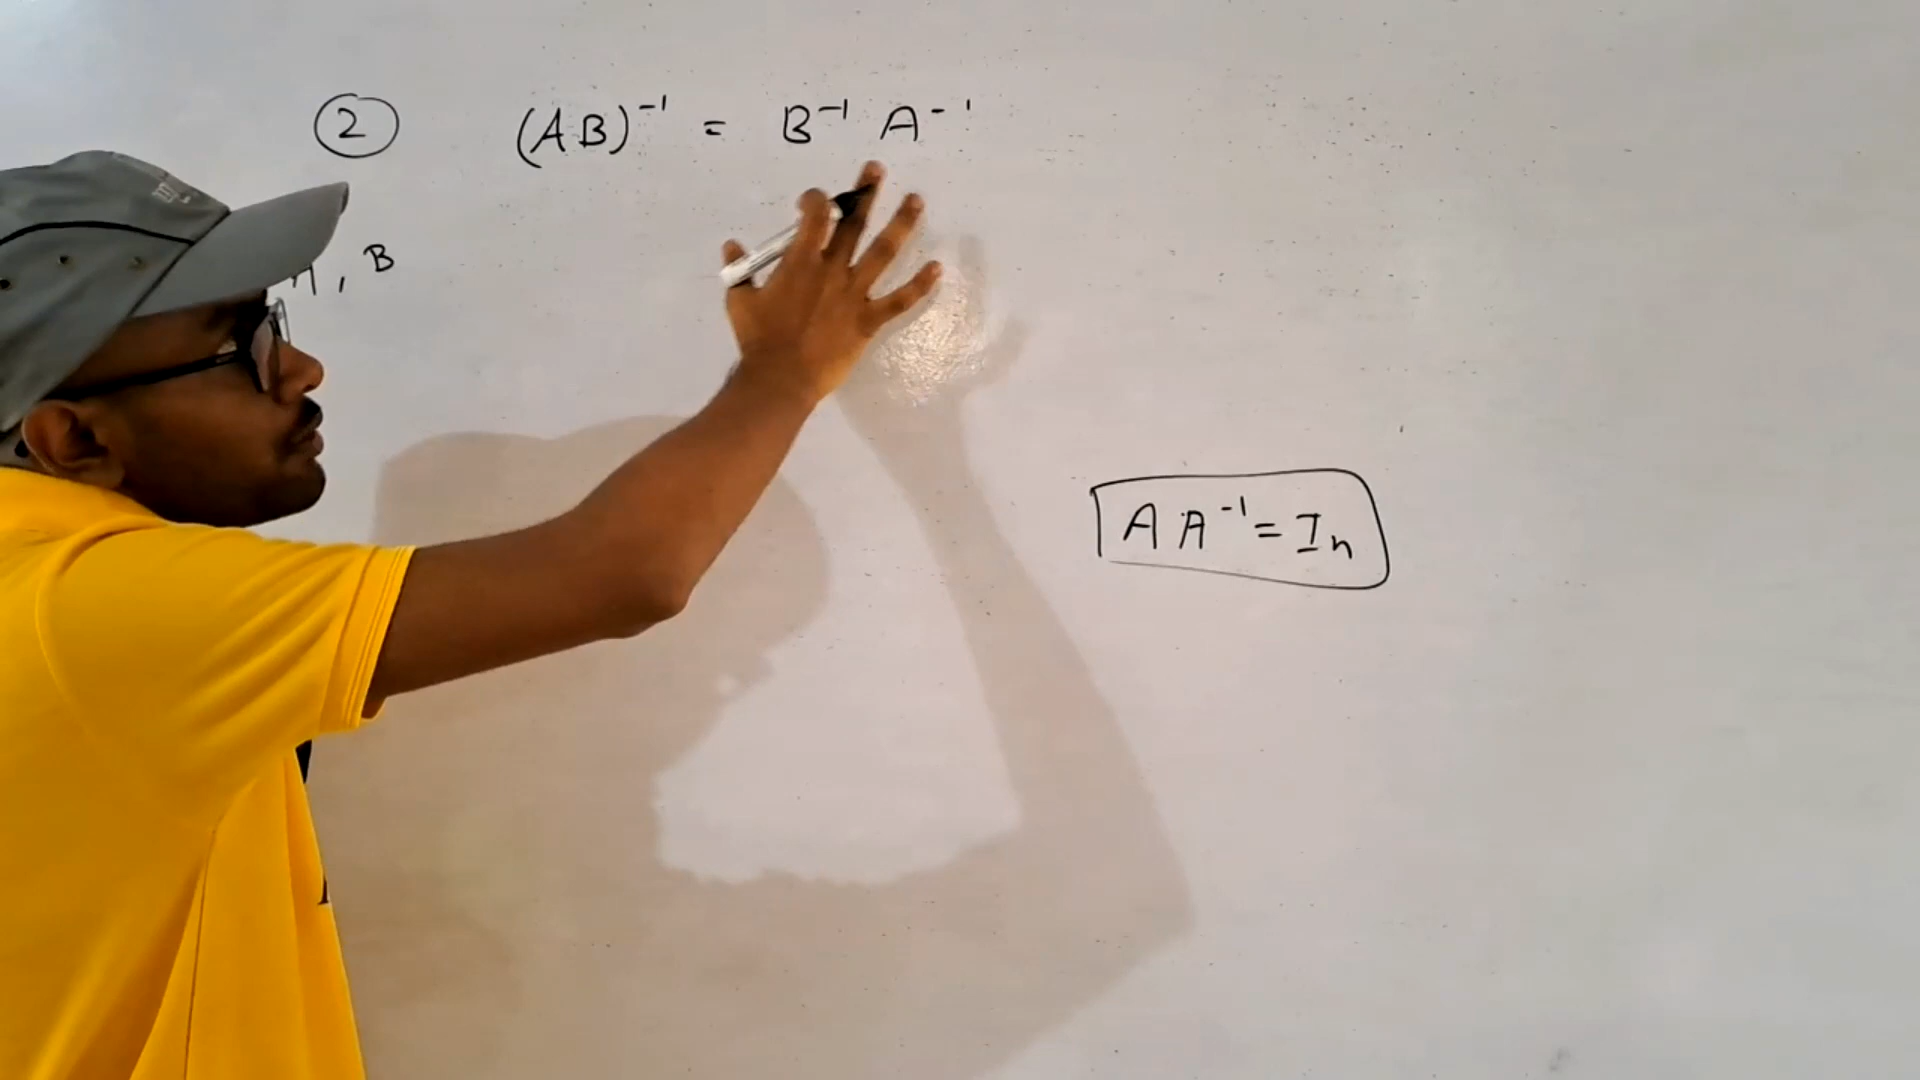 ② (AB)⁻¹ = B⁻¹ A⁻¹
A, B
A A⁻¹ = Iₙ